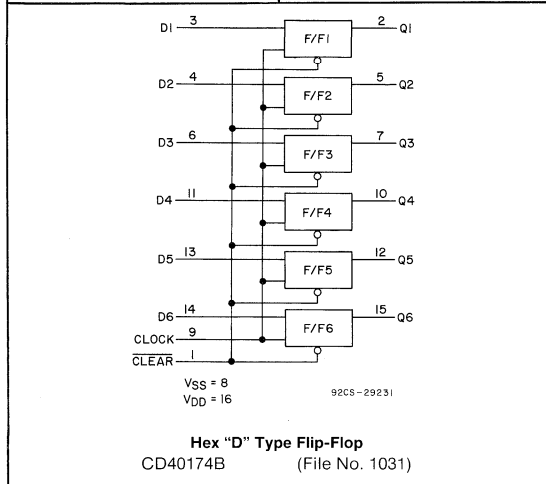 D1 3 F/F1 2 Q1
D2 4 F/F2 5 Q2
D3 6 F/F3 7 Q3
D4 11 F/F4 10 Q4
D5 13 F/F5 12 Q5
D6 14 F/F6 15 Q6
CLOCK 9
CLEAR 1
VSS = 8
VDD = 16
92CS-29231
Hex "D" Type Flip-Flop
CD40174B (File No. 1031)